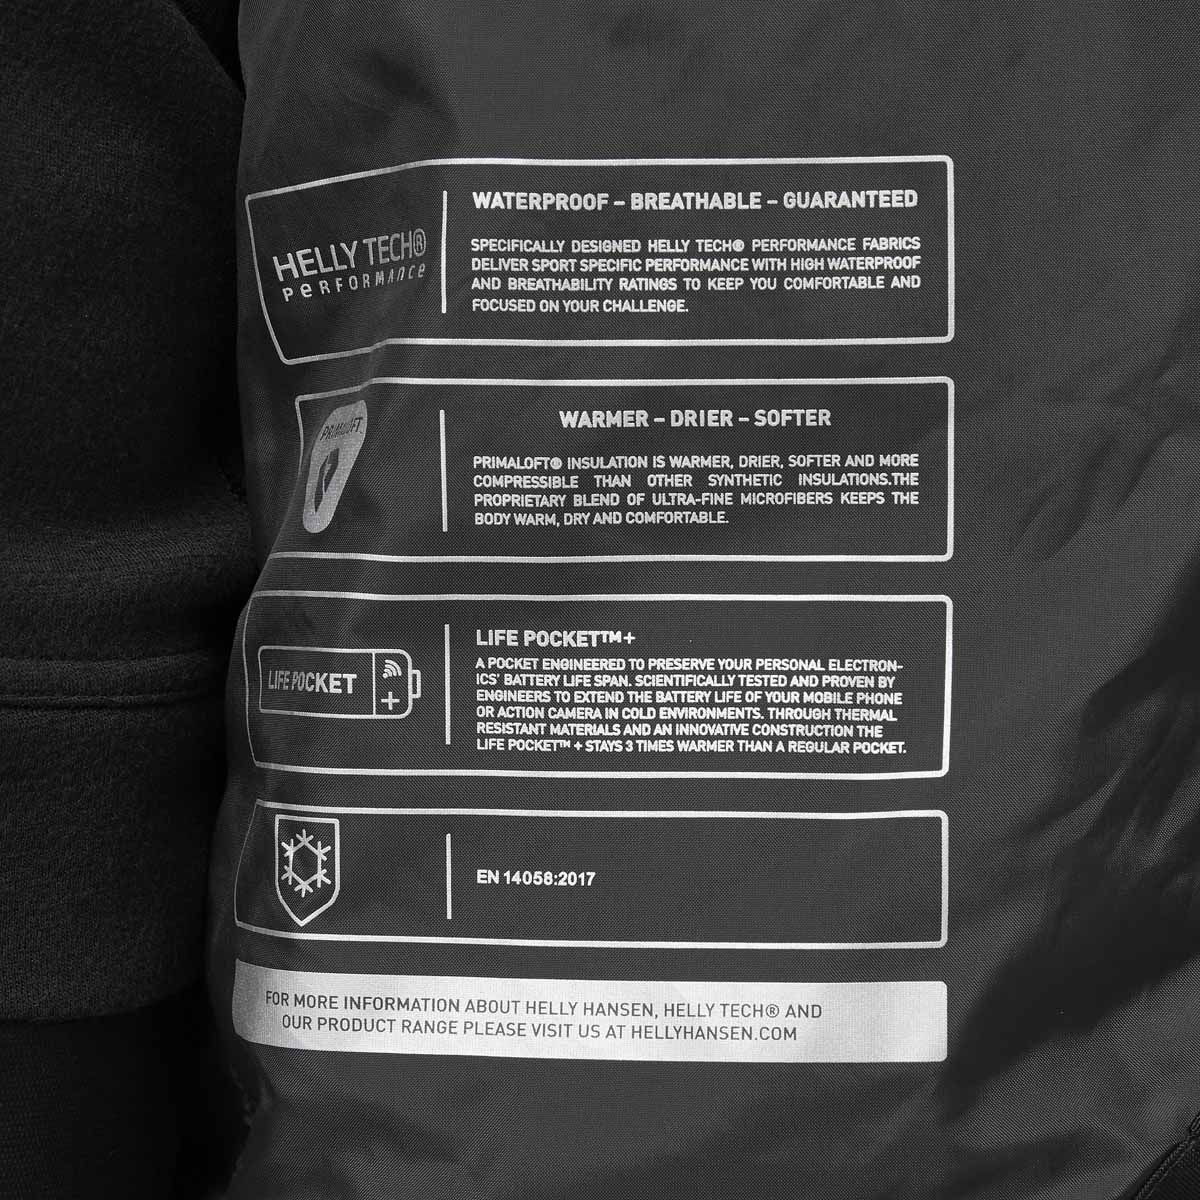 HELLY TECH®
PERFORMANCE
WATERPROOF – BREATHABLE – GUARANTEED
SPECIFICALLY DESIGNED HELLY TECH® PERFORMANCE FABRICS
DELIVER SPORT SPECIFIC PERFORMANCE WITH HIGH WATERPROOF
AND BREATHABILITY RATINGS TO KEEP YOU COMFORTABLE AND
FOCUSED ON YOUR CHALLENGE.
PRIMALOFT
WARMER – DRIER – SOFTER
PRIMALOFT® INSULATION IS WARMER, DRIER, SOFTER AND MORE
COMPRESSIBLE THAN OTHER SYNTHETIC INSULATIONS.THE
PROPRIETARY BLEND OF ULTRA-FINE MICROFIBERS KEEPS THE
BODY WARM, DRY AND COMFORTABLE.
LIFE POCKET
+
LIFE POCKET™+
A POCKET ENGINEERED TO PRESERVE YOUR PERSONAL ELECTRON-
ICS' BATTERY LIFE SPAN. SCIENTIFICALLY TESTED AND PROVEN BY
ENGINEERS TO EXTEND THE BATTERY LIFE OF YOUR MOBILE PHONE
OR ACTION CAMERA IN COLD ENVIRONMENTS. THROUGH THERMAL
RESISTANT MATERIALS AND AN INNOVATIVE CONSTRUCTION THE
LIFE POCKET™ + STAYS 3 TIMES WARMER THAN A REGULAR POCKET.
EN 14058:2017
FOR MORE INFORMATION ABOUT HELLY HANSEN, HELLY TECH® AND
OUR PRODUCT RANGE PLEASE VISIT US AT HELLYHANSEN.COM